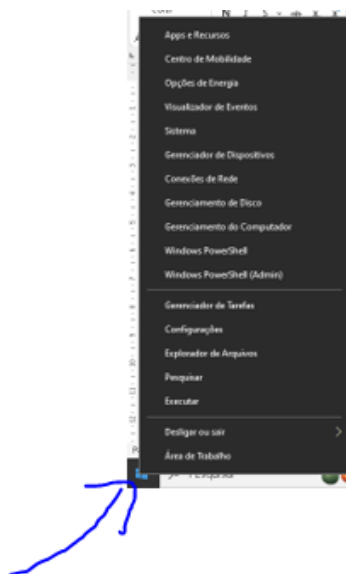 Apps e Recursos
Centro de Mobilidade
Opções de Energia
Visualizador de Eventos
Sistema
Gerenciador de Dispositivos
Conexões de Rede
Gerenciamento de Disco
Gerenciamento do Computador
Windows PowerShell
Windows PowerShell (Admin)
Gerenciador de Tarefas
Configurações
Explorador de Arquivos
Pesquisar
Executar
Desligar ou sair
Área de Trabalho